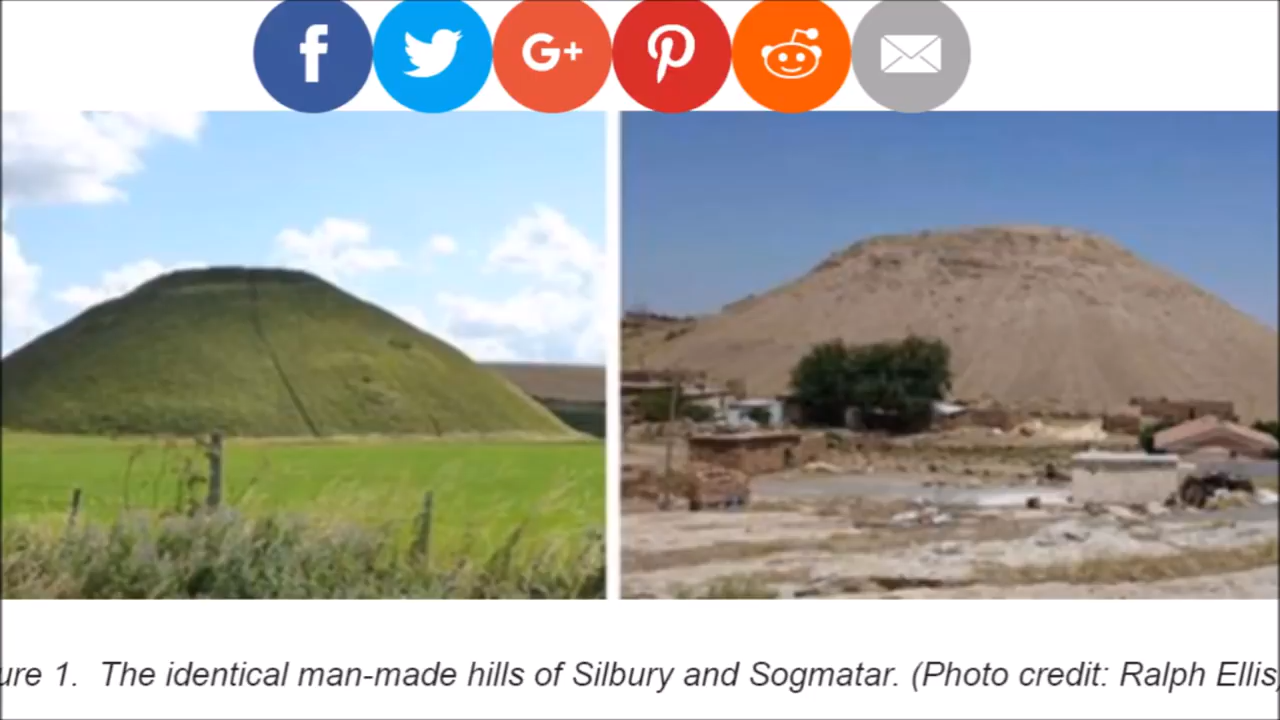 f
G+
ure 1. The identical man-made hills of Silbury and Sogmatar. (Photo credit: Ralph Ellis)